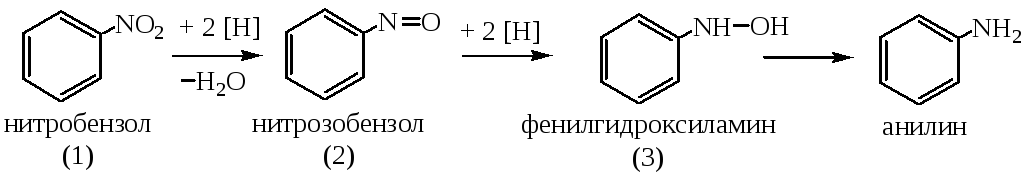 NO2 + 2 [H] −H2O N=O + 2 [H] NH−OH NH2
нитробензол нитрозобензол фенилгидроксиламин анилин
(1) (2) (3)